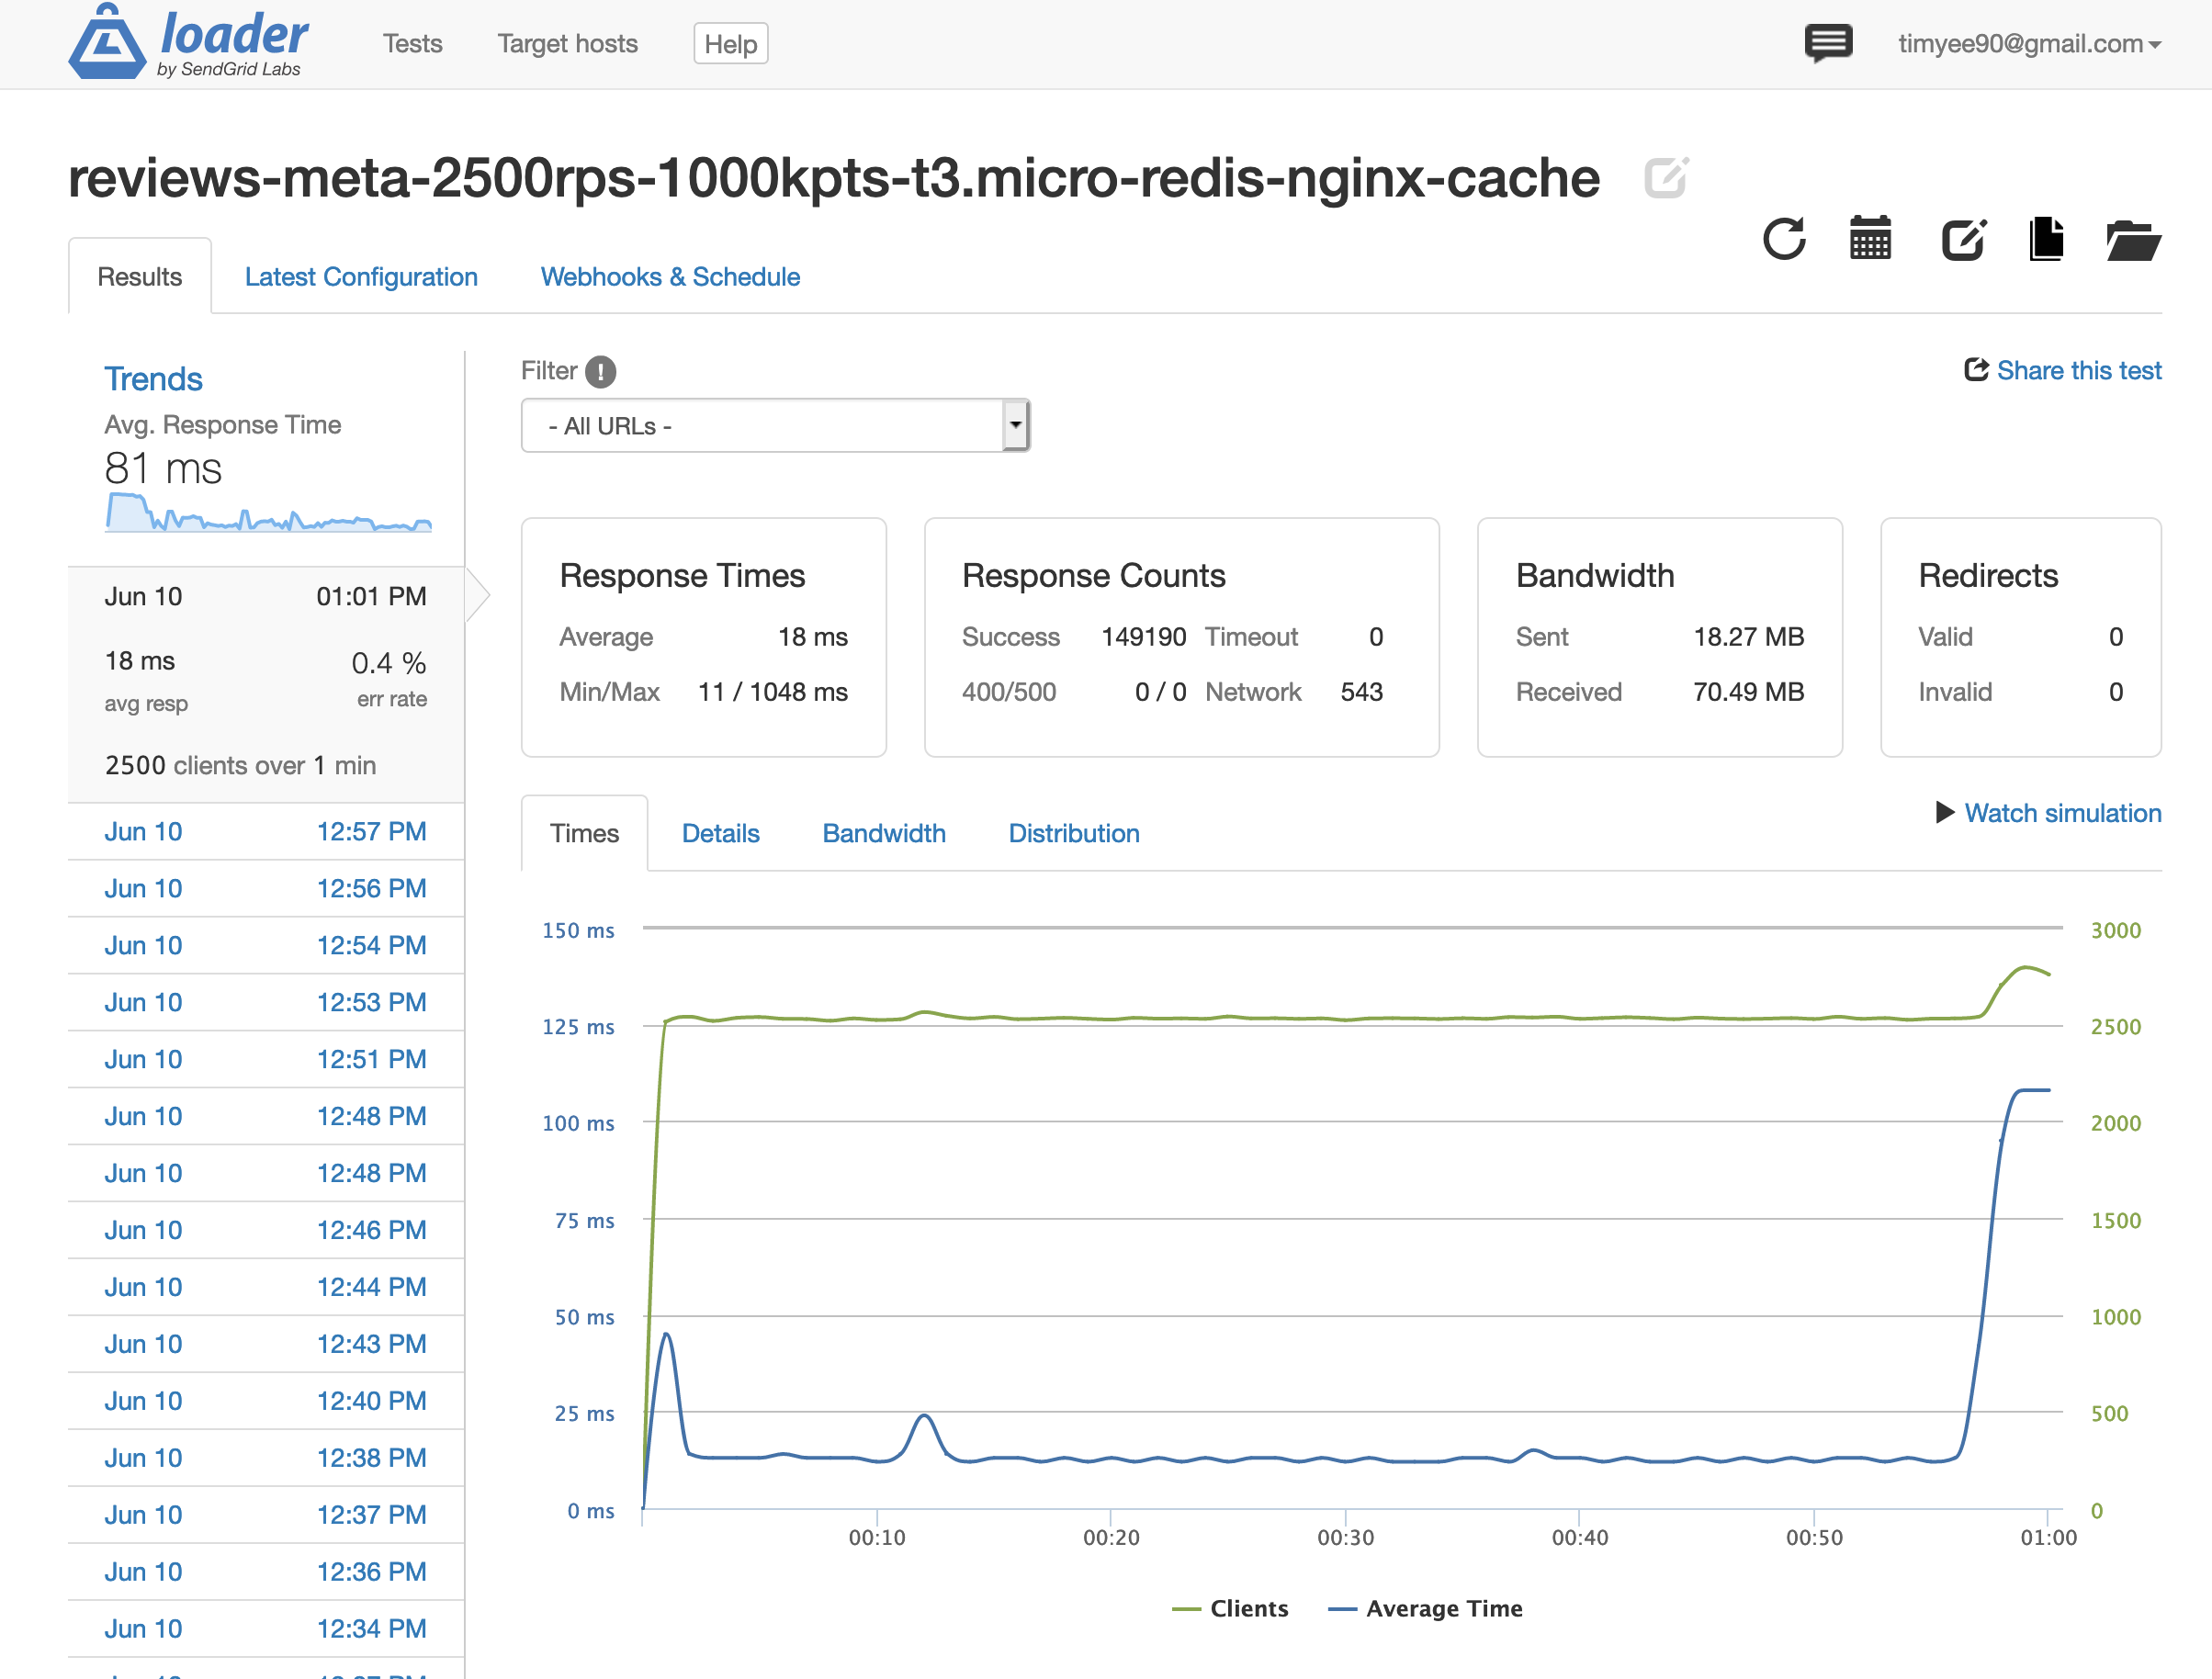 loader
by SendGrid Labs
Tests
Target hosts
Help
timyee90@gmail.com
reviews-meta-2500rps-1000kpts-t3.micro-redis-nginx-cache
Results
Latest Configuration
Webhooks & Schedule
Trends
Avg. Response Time
81 ms
Jun 10 01:01 PM
18 ms 0.4 %
avg resp err rate
2500 clients over 1 min
Jun 10 12:57 PM
Jun 10 12:56 PM
Jun 10 12:54 PM
Jun 10 12:53 PM
Jun 10 12:51 PM
Jun 10 12:48 PM
Jun 10 12:48 PM
Jun 10 12:46 PM
Jun 10 12:44 PM
Jun 10 12:43 PM
Jun 10 12:40 PM
Jun 10 12:38 PM
Jun 10 12:37 PM
Jun 10 12:36 PM
Jun 10 12:34 PM
Filter !
- All URLs -
Share this test
Response Times
Average 18 ms
Min/Max 11 / 1048 ms
Response Counts
Success 149190 Timeout 0
400/500 0 / 0 Network 543
Bandwidth
Sent 18.27 MB
Received 70.49 MB
Redirects
Valid 0
Invalid 0
Times
Details
Bandwidth
Distribution
Watch simulation
150 ms 3000
125 ms 2500
100 ms 2000
75 ms 1500
50 ms 1000
25 ms 500
0 ms 0
00:10 00:20 00:30 00:40 00:50 01:00
Clients Average Time